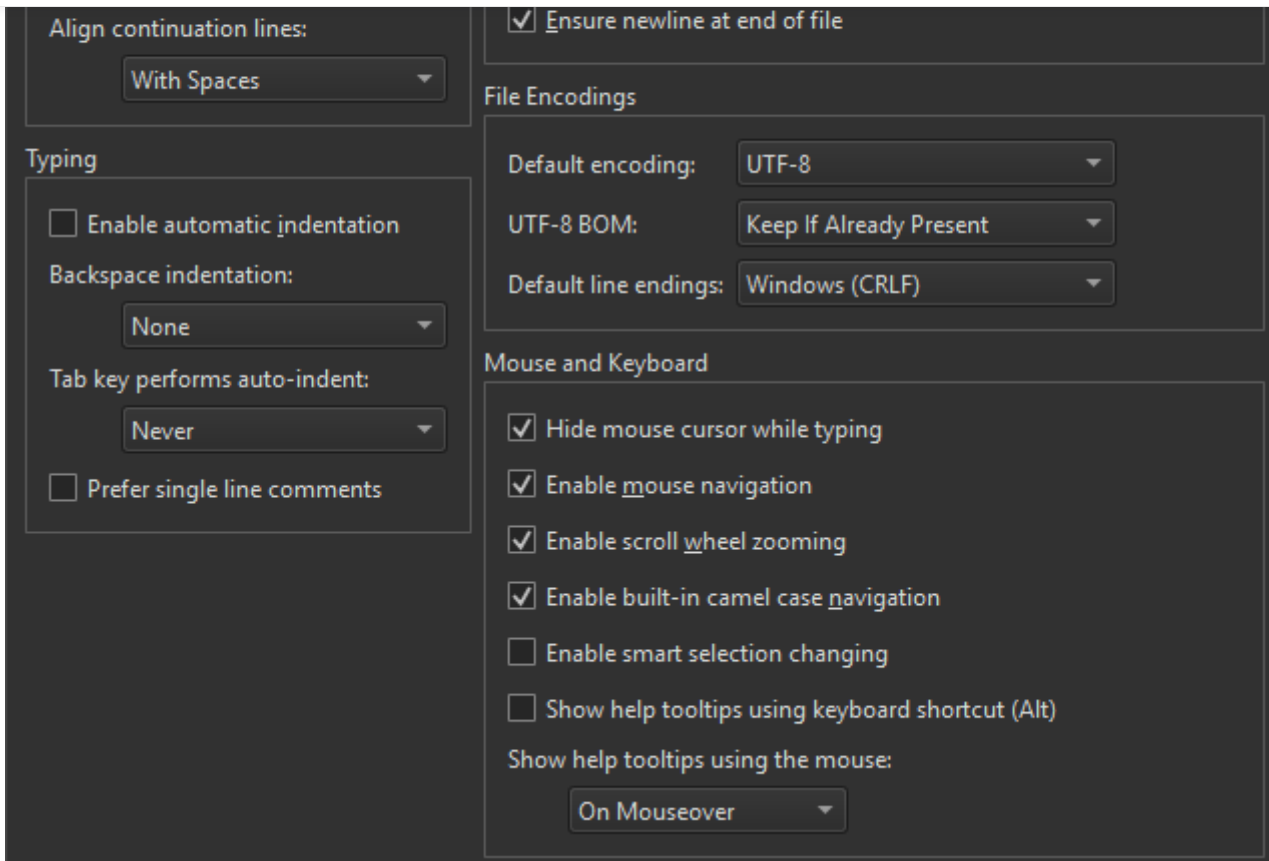 Align continuation lines:
With Spaces
Typing
Enable automatic indentation
Backspace indentation:
None
Tab key performs auto-indent:
Never
Prefer single line comments
Ensure newline at end of file
File Encodings
Default encoding: UTF-8
UTF-8 BOM: Keep If Already Present
Default line endings: Windows (CRLF)
Mouse and Keyboard
Hide mouse cursor while typing
Enable mouse navigation
Enable scroll wheel zooming
Enable built-in camel case navigation
Enable smart selection changing
Show help tooltips using keyboard shortcut (Alt)
Show help tooltips using the mouse:
On Mouseover